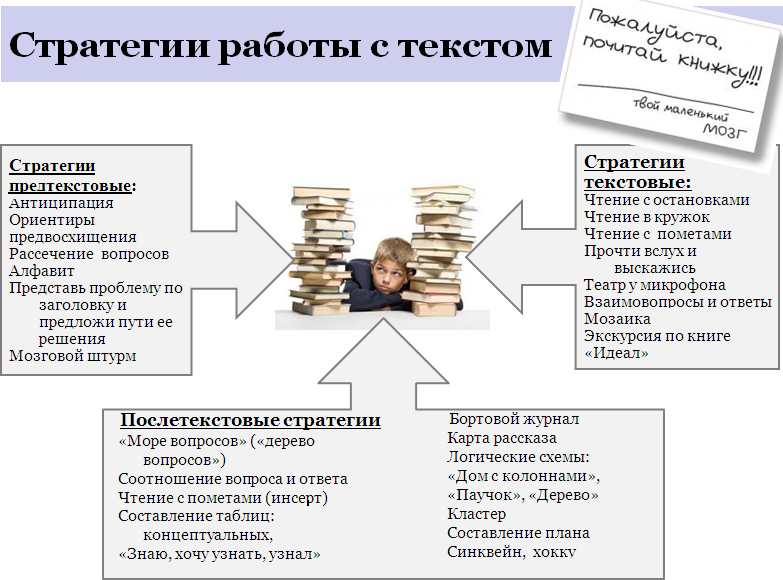 Стратегии работы с текстом
Пожалуйста,
почитай книжку!!!
твой маленький
МОЗГ
Стратегии
предтекстовые:
Антиципация
Ориентиры
предвосхищения
Рассечение вопросов
Алфавит
Представь проблему по
заголовку и
предложи пути ее
решения
Мозговой штурм
Стратегии
текстовые:
Чтение с остановками
Чтение в кружок
Чтение с пометами
Прочти вслух и
выскажись
Театр у микрофона
Взаимовопросы и ответы
Мозаика
Экскурсия по книге
«Идеал»
Послетекстовые стратегии
«Море вопросов» («дерево
вопросов»)
Соотношение вопроса и ответа
Чтение с пометами (инсерт)
Составление таблиц:
концептуальных,
«Знаю, хочу узнать, узнал»
Бортовой журнал
Карта рассказа
Логические схемы:
«Дом с колоннами»,
«Паучок», «Дерево»
Кластер
Составление плана
Синквейн, хокку